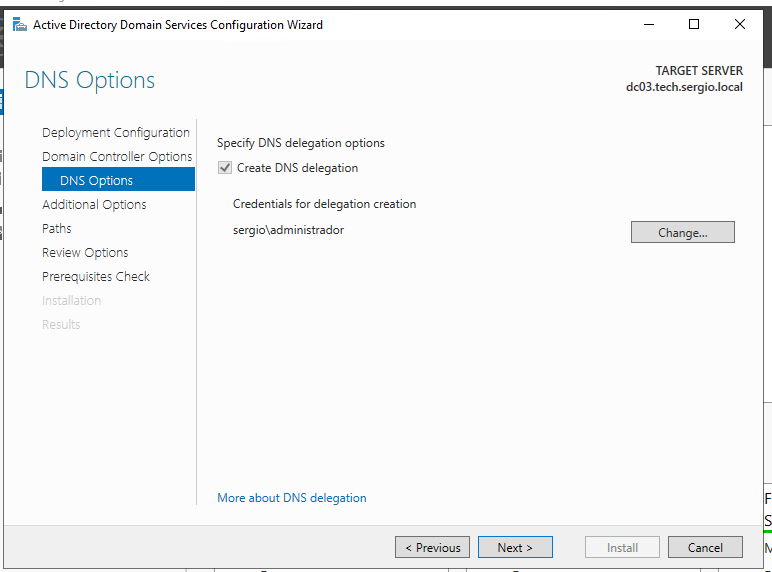 Active Directory Domain Services Configuration Wizard
DNS Options
TARGET SERVER
dc03.tech.sergio.local
Deployment Configuration
Domain Controller Options
DNS Options
Additional Options
Paths
Review Options
Prerequisites Check
Installation
Results
Specify DNS delegation options
Create DNS delegation
Credentials for delegation creation
sergio\administrador
Change...
More about DNS delegation
< Previous
Next >
Install
Cancel